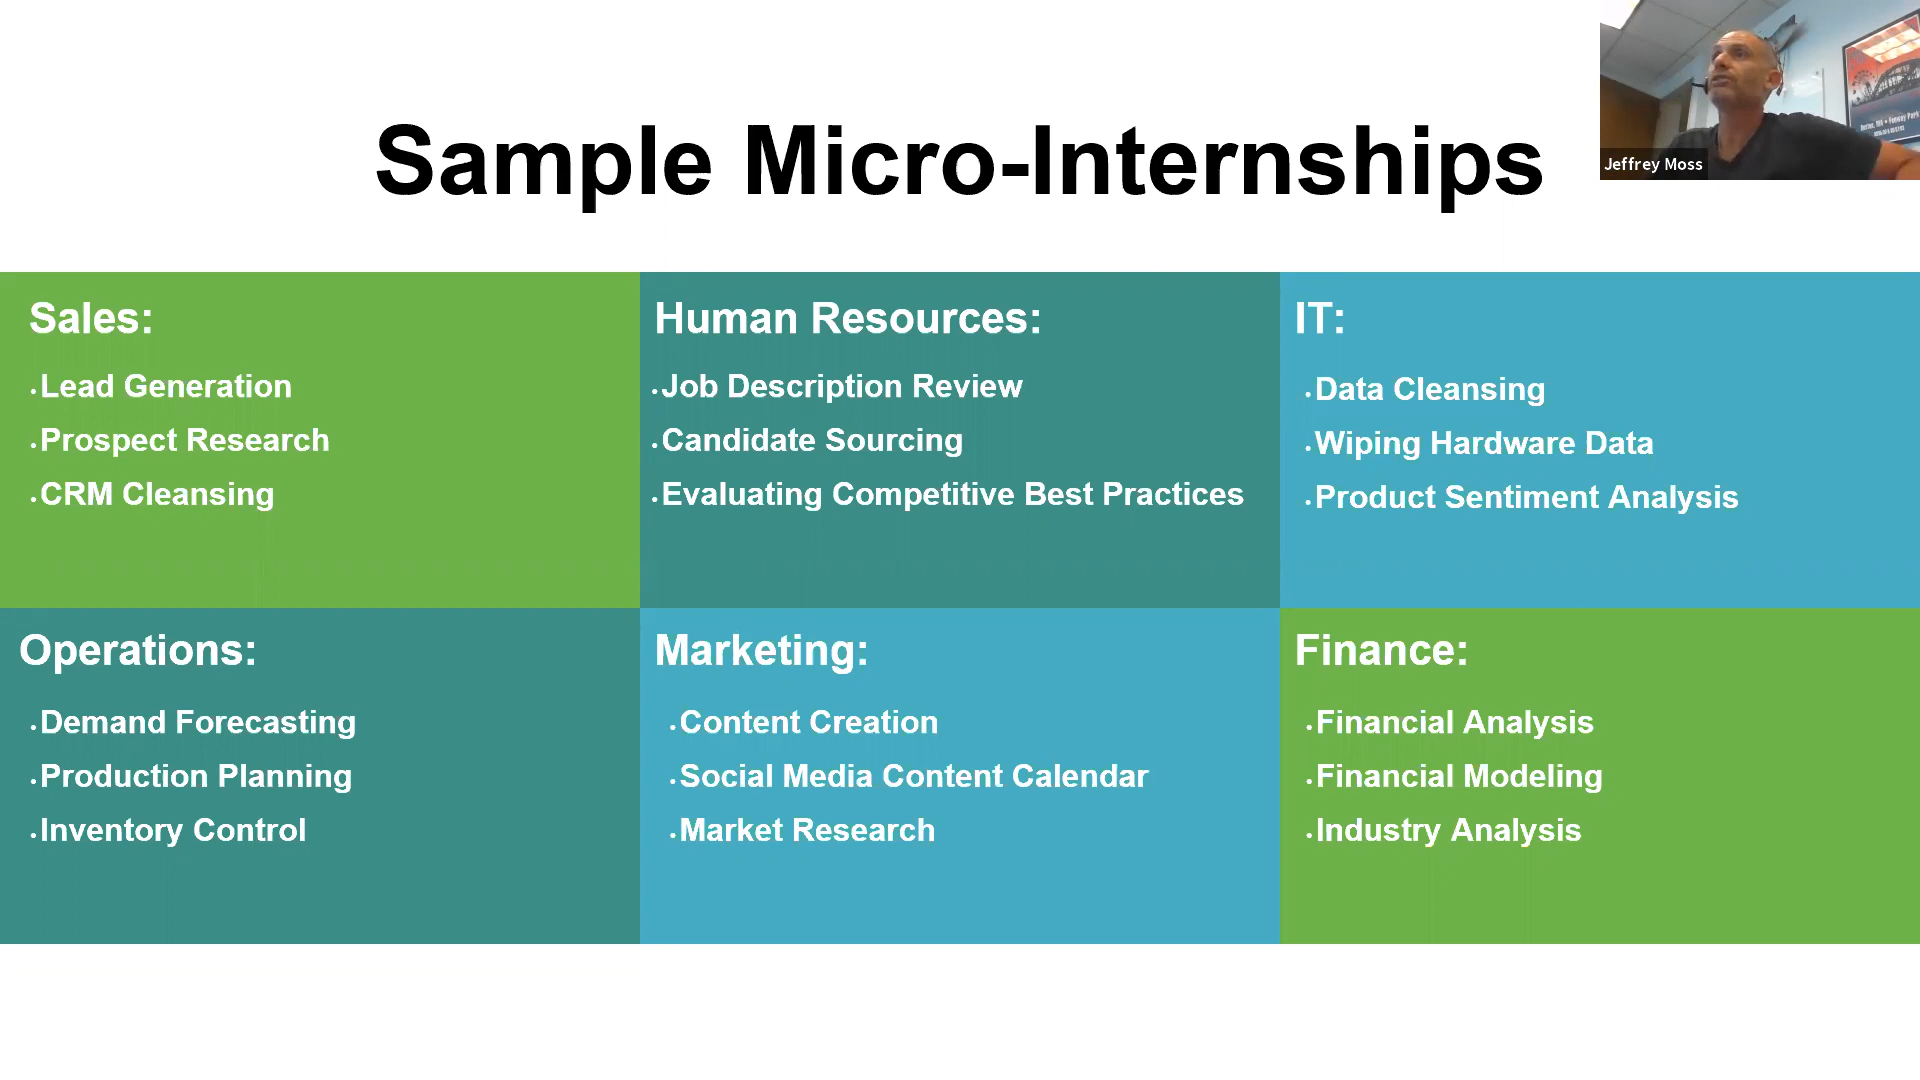 Sample Micro-Internships
Jeffrey Moss
Sales:
Lead Generation
Prospect Research
CRM Cleansing
Human Resources:
Job Description Review
Candidate Sourcing
Evaluating Competitive Best Practices
IT:
Data Cleansing
Wiping Hardware Data
Product Sentiment Analysis
Operations:
Demand Forecasting
Production Planning
Inventory Control
Marketing:
Content Creation
Social Media Content Calendar
Market Research
Finance:
Financial Analysis
Financial Modeling
Industry Analysis